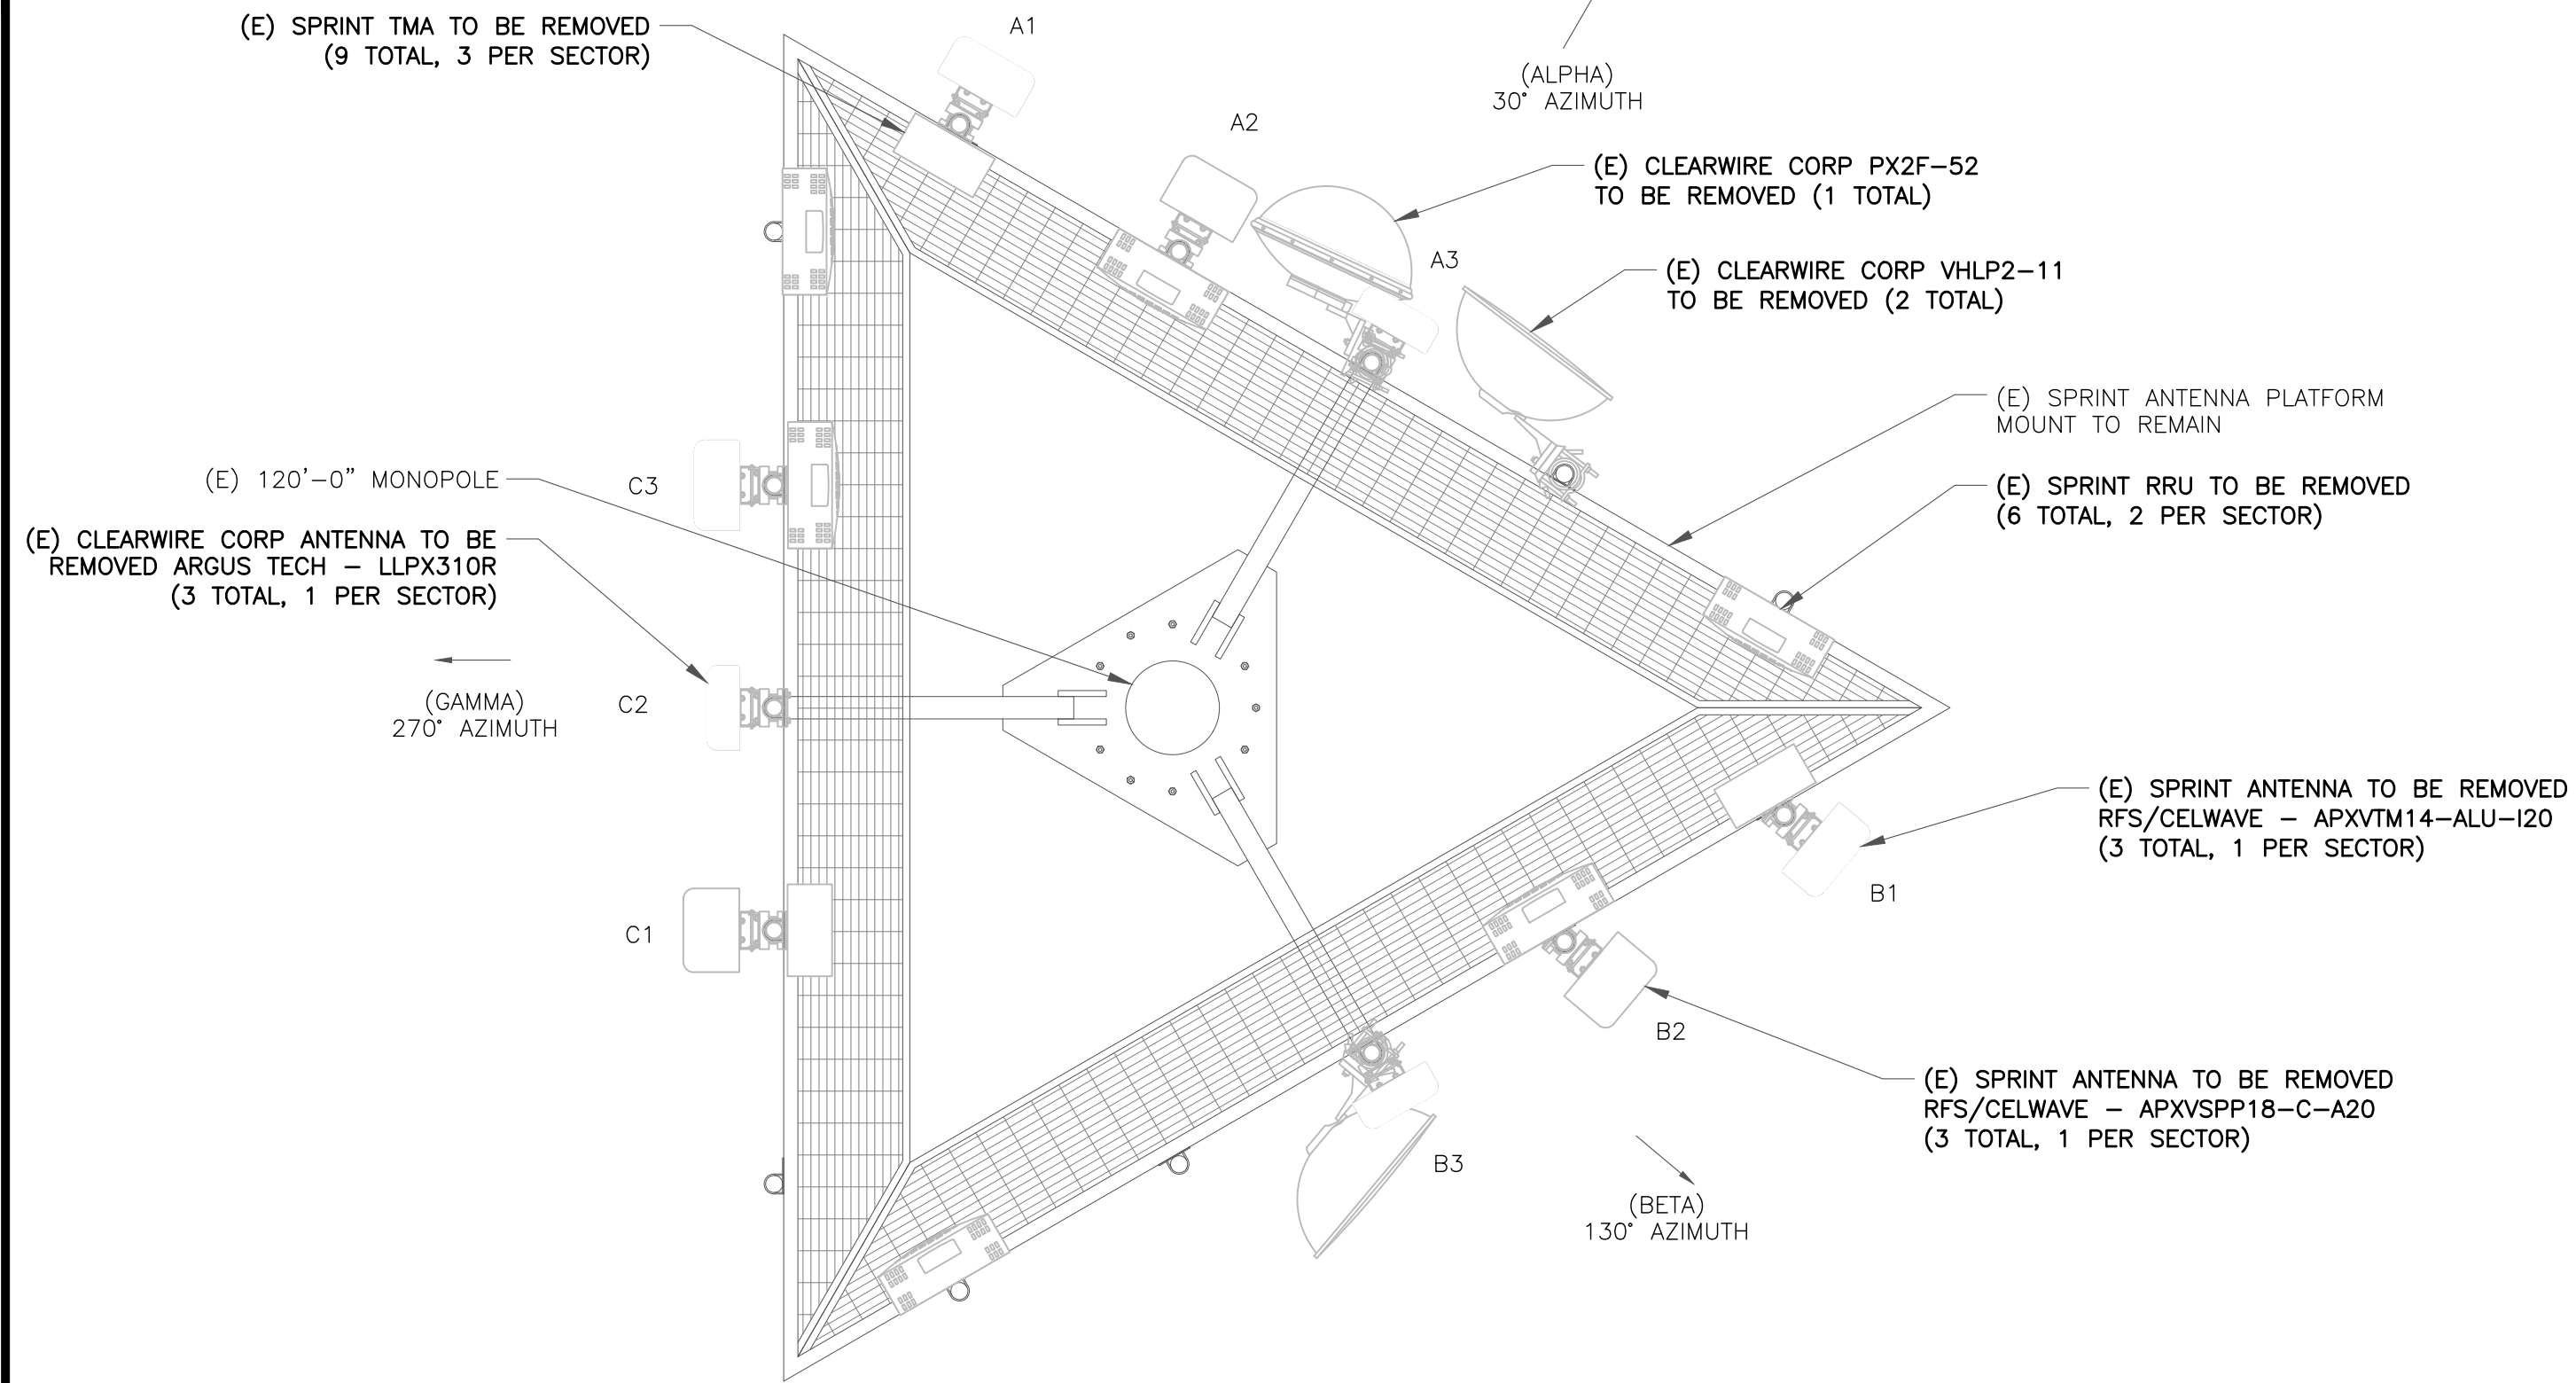 (E) SPRINT TMA TO BE REMOVED
(9 TOTAL, 3 PER SECTOR)
A1
(ALPHA)
30° AZIMUTH
A2
(E) CLEARWIRE CORP PX2F-52
TO BE REMOVED (1 TOTAL)
A3
(E) CLEARWIRE CORP VHLP2-11
TO BE REMOVED (2 TOTAL)
(E) SPRINT ANTENNA PLATFORM
MOUNT TO REMAIN
(E) 120'-0" MONOPOLE
C3
(E) SPRINT RRU TO BE REMOVED
(6 TOTAL, 2 PER SECTOR)
(E) CLEARWIRE CORP ANTENNA TO BE
REMOVED ARGUS TECH - LLPX310R
(3 TOTAL, 1 PER SECTOR)
(GAMMA)
270° AZIMUTH
C2
(E) SPRINT ANTENNA TO BE REMOVED
RFS/CELWAVE - APXVTM14-ALU-I20
(3 TOTAL, 1 PER SECTOR)
B1
C1
B2
(E) SPRINT ANTENNA TO BE REMOVED
RFS/CELWAVE - APXVSPP18-C-A20
(3 TOTAL, 1 PER SECTOR)
B3
(BETA)
130° AZIMUTH